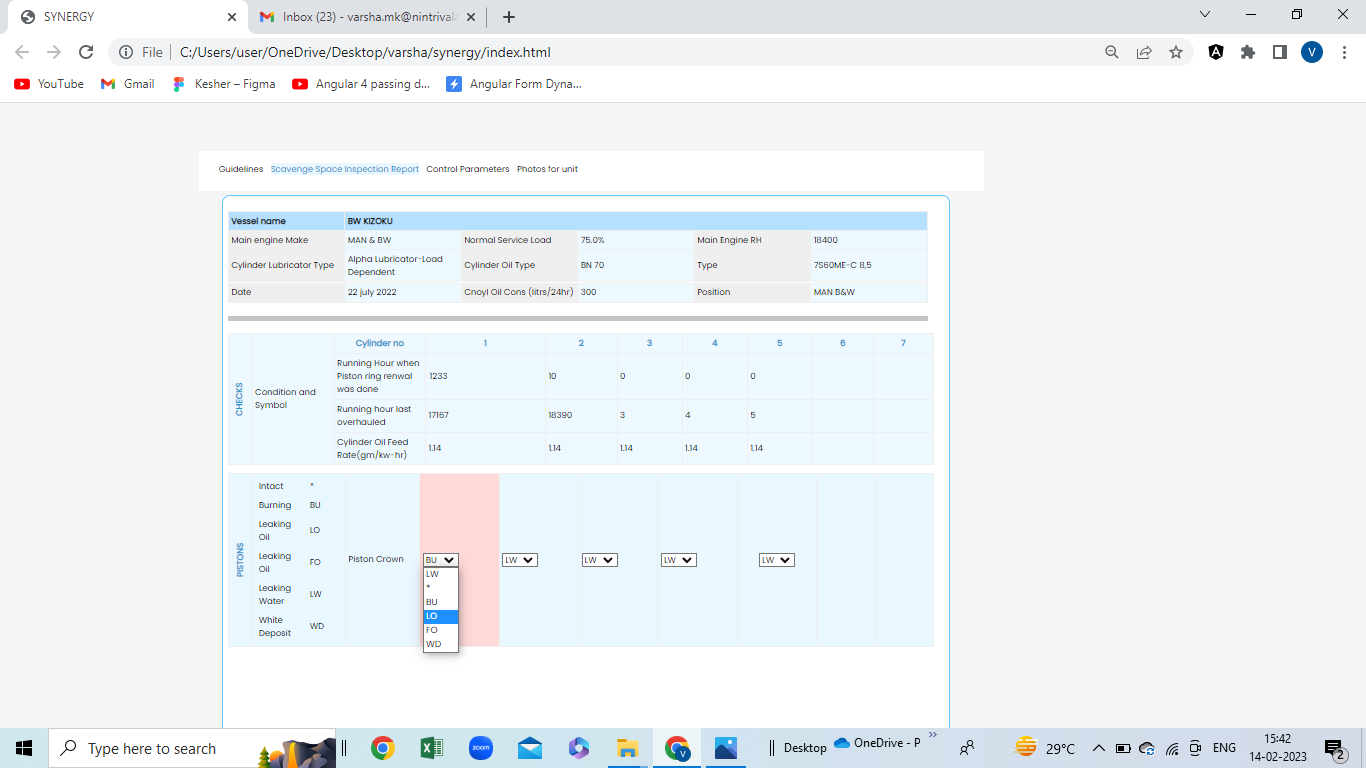 SYNERGY
Inbox (23) - varsha.mk@nintrival
File C:/Users/user/OneDrive/Desktop/varsha/synergy/index.html
V
YouTube Gmail Kesher – Figma Angular 4 passing d... Angular Form Dyna...
Guidelines Scavenge Space Inspection Report Control Parameters Photos for unit
Vessel name BW KIZOKU
Main engine Make MAN & BW Normal Service Load 75.0% Main Engine RH 18400
Cylinder Lubricator Type Alpha Lubricator-Load Dependent Cylinder Oil Type BN 70 Type 7S60ME-C 8,5
Date 22 july 2022 Cnoyl Oil Cons (litrs/24hr) 300 Position MAN B&W
CHECKS
Condition and Symbol
Cylinder no 1 2 3 4 5 6 7
Running Hour when Piston ring renwal was done 1233 10 0 0 0
Running hour last overhauled 17167 18390 3 4 5
Cylinder Oil Feed Rate(gm/kw-hr) 1.14 1.14 1.14 1.14 1.14
PISTONS
Intact *
Burning BU
Leaking Oil LO
Leaking Oil FO
Leaking Water LW
White Deposit WD
Piston Crown BU LW LW LW LW
LW
*
BU
LO
FO
WD
Type here to search
zoom
V
Desktop OneDrive - P
29°C
ENG
15:42
14-02-2023
2